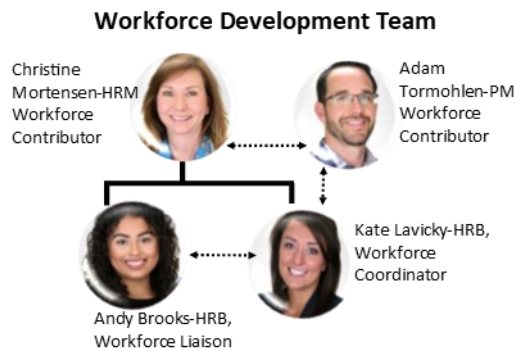 Workforce Development Team
Christine
Mortensen-HRM
Workforce
Contributor
Adam
Tormohlen-PM
Workforce
Contributor
Kate Lavicky-HRB,
Workforce
Coordinator
Andy Brooks-HRB,
Workforce Liaison